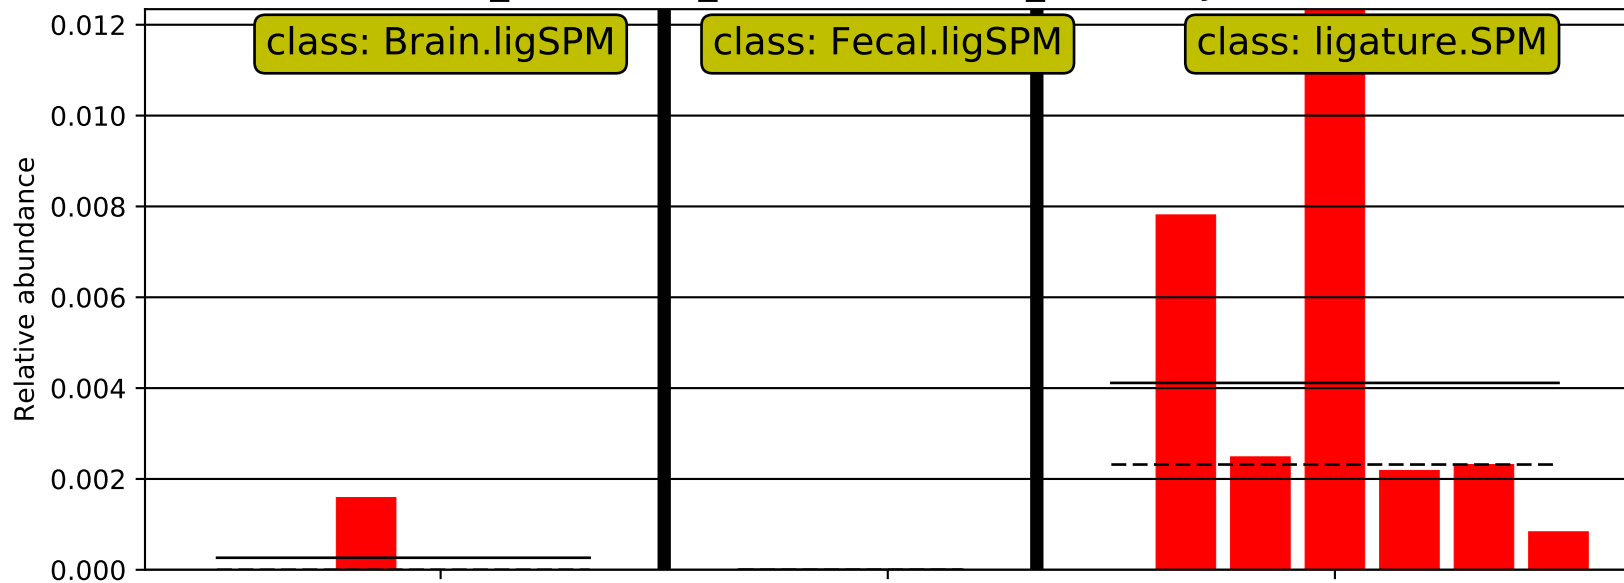 class: Brain.ligSPM
class: Fecal.ligSPM
class: ligature.SPM
Relative abundance
0.012
0.010
0.008
0.006
0.004
0.002
0.000